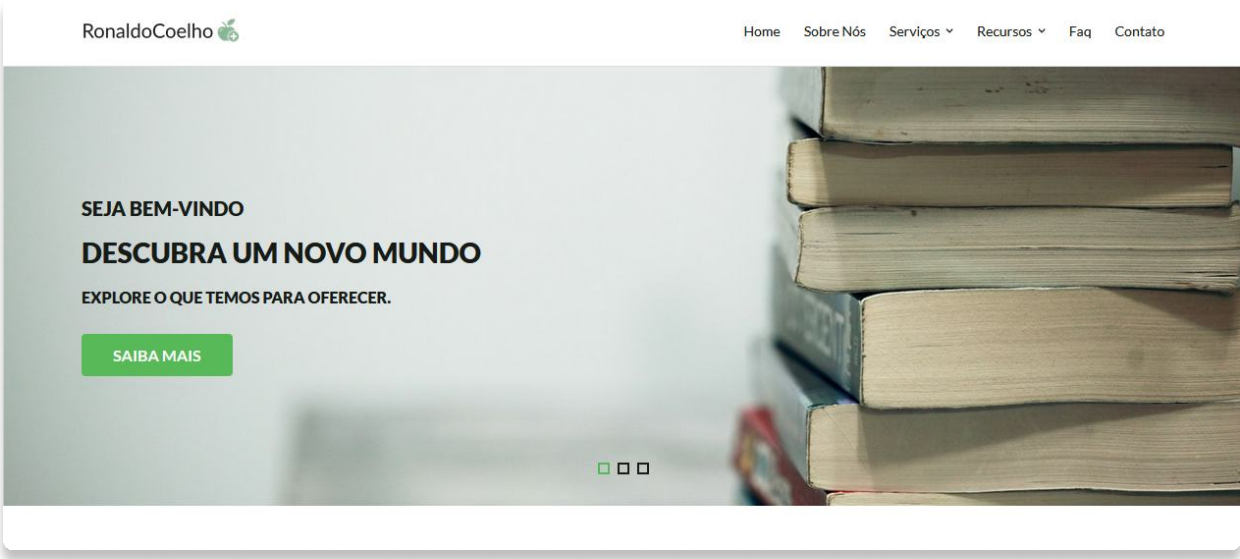 RonaldoCoelho
Home Sobre Nós Serviços Recursos Faq Contato
SEJA BEM-VINDO
DESCUBRA UM NOVO MUNDO
EXPLORE O QUE TEMOS PARA OFERECER.
SAIBA MAIS